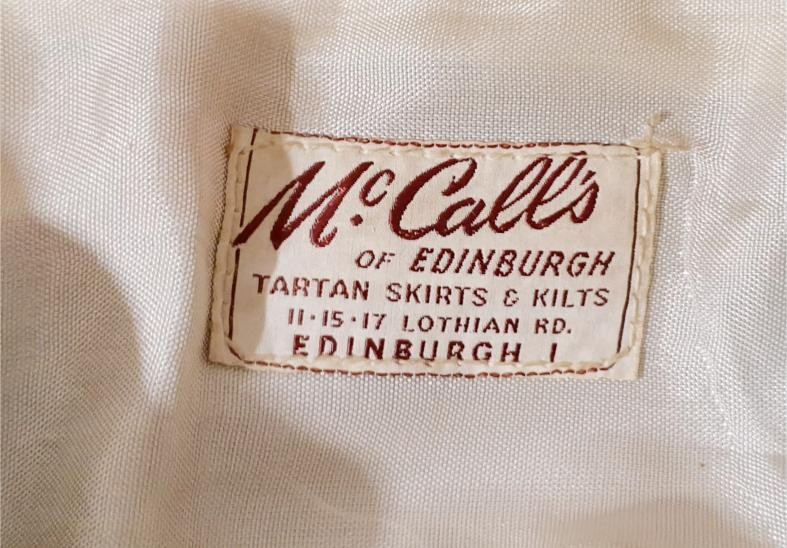 McCall's
OF EDINBURGH
TARTAN SKIRTS & KILTS
11·15·17 LOTHIAN RD.
EDINBURGH 1